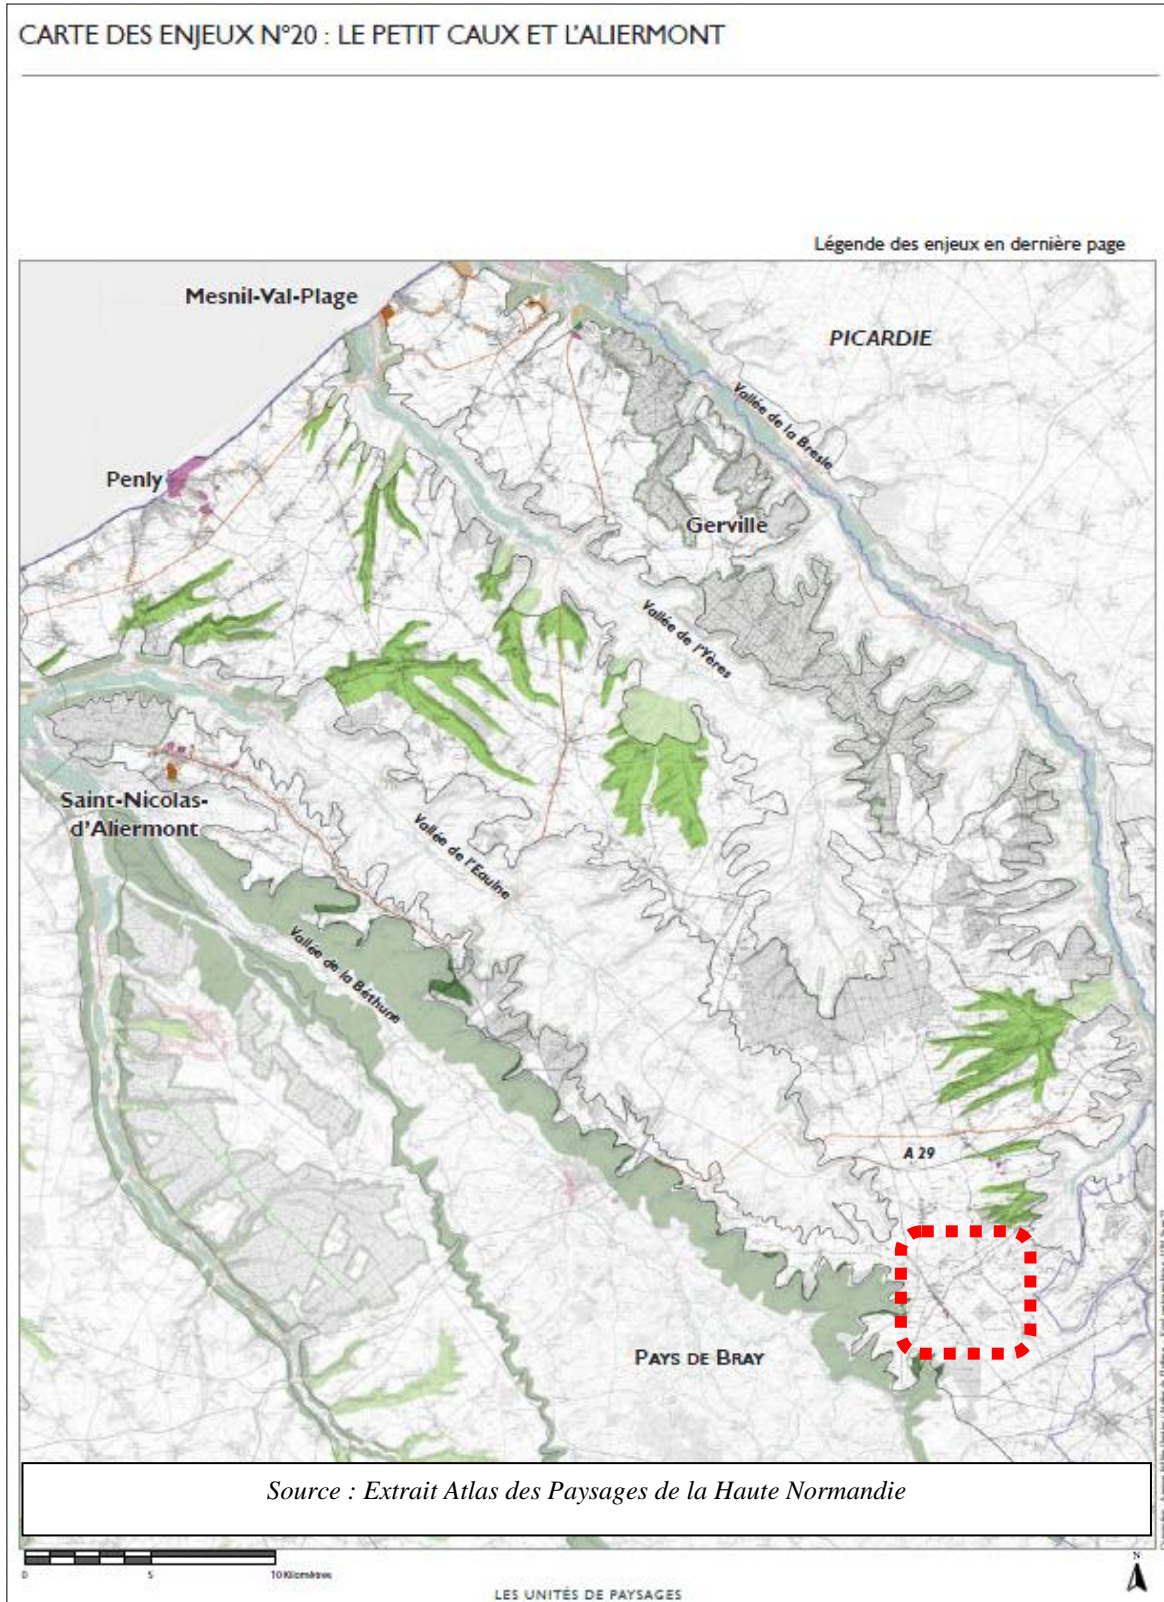 CARTE DES ENJEUX N°20 : LE PETIT CAUX ET L'ALIERMONT
Légende des enjeux en dernière page
Mesnil-Val-Plage
PICARDIE
Vallée de la Bresle
Penly
Gerville
Vallée de l'Yères
Saint-Nicolas-
d'Aliermont
Vallée de l'Eaulne
Vallée de la Béthune
A 29
PAYS DE BRAY
Source : Extrait Atlas des Paysages de la Haute Normandie
0 5 10 Kilomètres
N
LES UNITÉS DE PAYSAGES